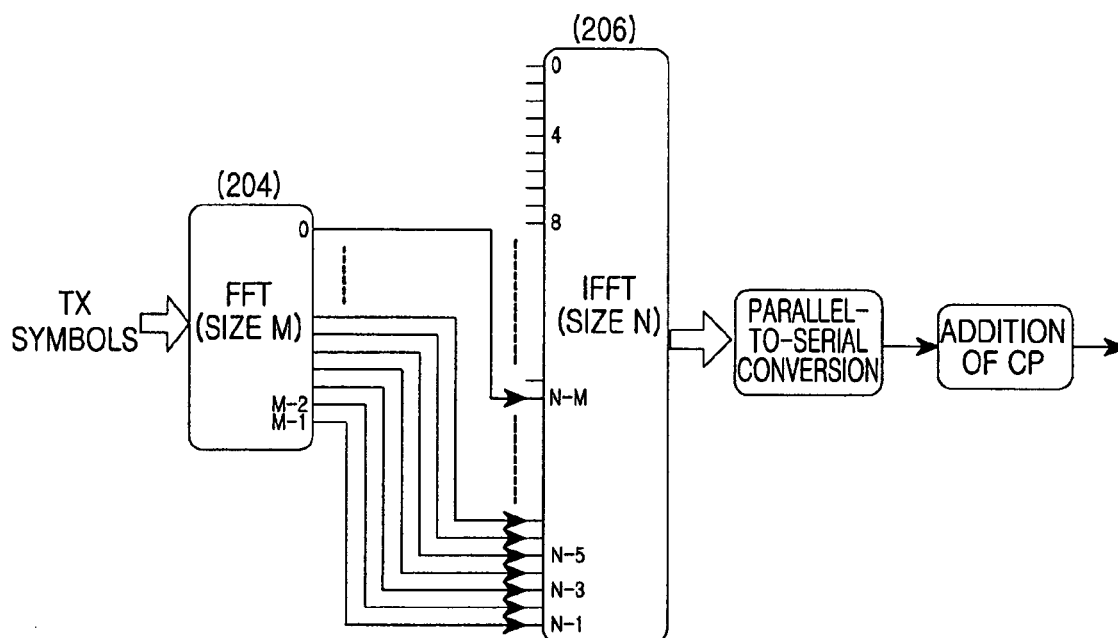 (206)
0
4
8
(204)
0
TX
SYMBOLS
FFT
(SIZE M)
M-2
M-1
IFFT
(SIZE N)
N-M
N-5
N-3
N-1
PARALLEL-
TO-SERIAL
CONVERSION
ADDITION
OF CP